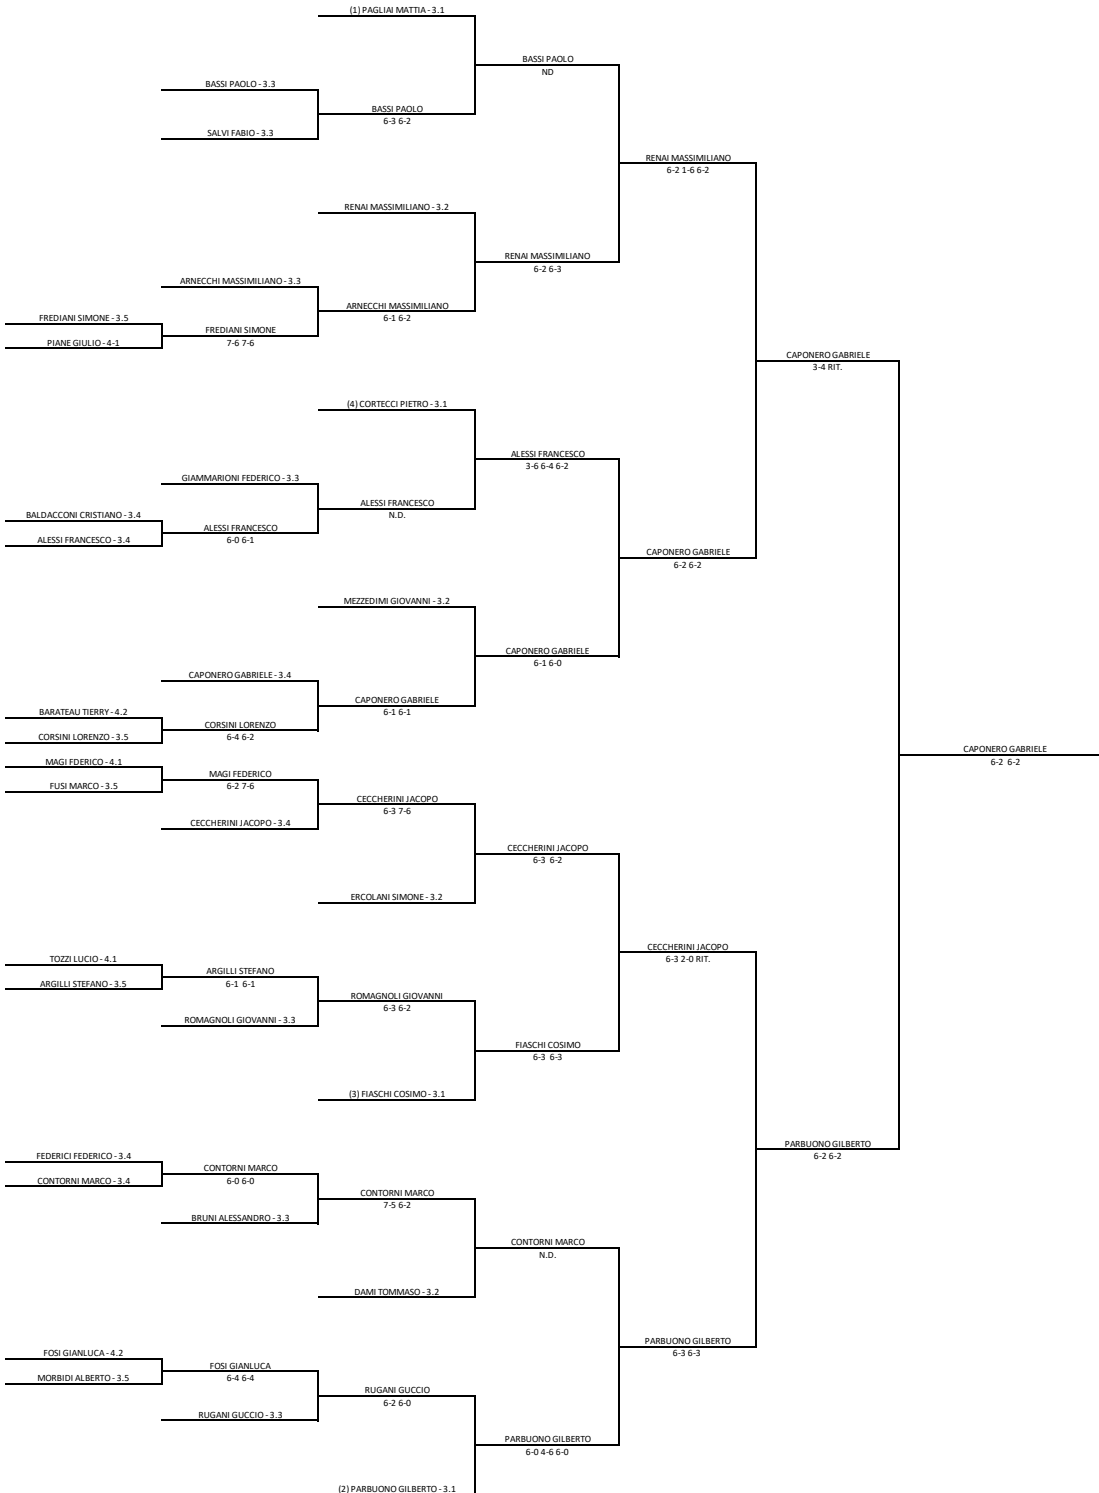 (1) PAGLIAI MATTIA - 3.1
BASSI PAOLO
ND
BASSI PAOLO - 3.3
BASSI PAOLO
6-3 6-2
SALVI FABIO - 3.3
RENAI MASSIMILIANO
6-2 1-6 6-2
RENAI MASSIMILIANO - 3.2
RENAI MASSIMILIANO
6-2 6-3
ARNECCHI MASSIMILIANO - 3.3
ARNECCHI MASSIMILIANO
6-1 6-2
FREDIANI SIMONE - 3.5
FREDIANI SIMONE
7-6 7-6
PIANE GIULIO - 4-1
CAPONERO GABRIELE
3-4 RIT.
(4) CORTECCI PIETRO - 3.1
ALESSI FRANCESCO
3-6 6-4 6-2
GIAMMARIONI FEDERICO - 3.3
ALESSI FRANCESCO
N.D.
BALDACCONI CRISTIANO - 3.4
ALESSI FRANCESCO
6-0 6-1
ALESSI FRANCESCO - 3.4
CAPONERO GABRIELE
6-2 6-2
MEZZEDIMI GIOVANNI - 3.2
CAPONERO GABRIELE
6-1 6-0
CAPONERO GABRIELE - 3.4
CAPONERO GABRIELE
6-1 6-1
BARATEAU TIERRY - 4.2
CORSINI LORENZO
6-4 6-2
CORSINI LORENZO - 3.5
CAPONERO GABRIELE
6-2 6-2
MAGI FDERICO - 4.1
MAGI FEDERICO
6-2 7-6
FUSI MARCO - 3.5
CECCHERINI JACOPO
6-3 7-6
CECCHERINI JACOPO - 3.4
CECCHERINI JACOPO
6-3 6-2
ERCOLANI SIMONE - 3.2
CECCHERINI JACOPO
6-3 2-0 RIT.
TOZZI LUCIO - 4.1
ARGILLI STEFANO
6-1 6-1
ARGILLI STEFANO - 3.5
ROMAGNOLI GIOVANNI
6-3 6-2
ROMAGNOLI GIOVANNI - 3.3
FIASCHI COSIMO
6-3 6-3
(3) FIASCHI COSIMO - 3.1
PARBUONO GILBERTO
6-2 6-2
FEDERICI FEDERICO - 3.4
CONTORNI MARCO
6-0 6-0
CONTORNI MARCO - 3.4
CONTORNI MARCO
7-5 6-2
BRUNI ALESSANDRO - 3.3
CONTORNI MARCO
N.D.
DAMI TOMMASO - 3.2
PARBUONO GILBERTO
6-3 6-3
FOSI GIANLUCA - 4.2
FOSI GIANLUCA
6-4 6-4
MORBIDI ALBERTO - 3.5
RUGANI GUCCIO
6-2 6-0
RUGANI GUCCIO - 3.3
PARBUONO GILBERTO
6-0 4-6 6-0
(2) PARBUONO GILBERTO - 3.1